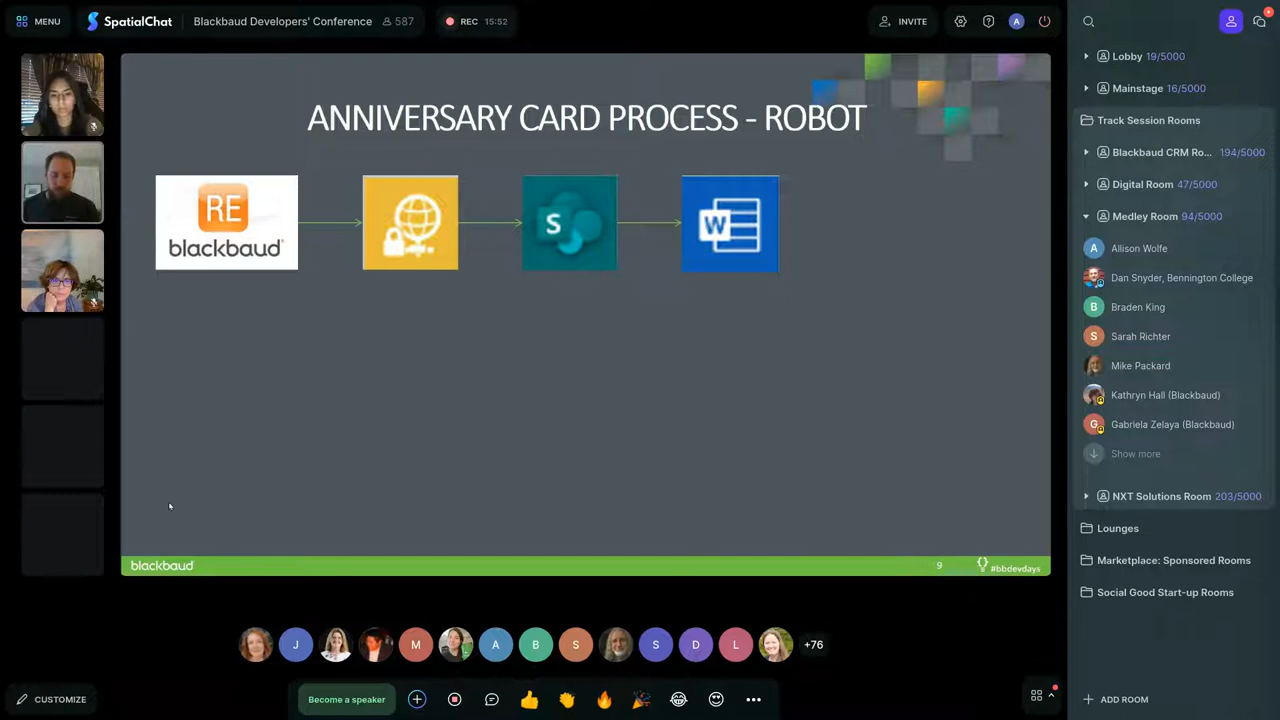 MENU
SpatialChat
Blackbaud Developers' Conference
587
REC
15:52
INVITE
A
ANNIVERSARY CARD PROCESS - ROBOT
RE
blackbaud
S
W
blackbaud
9
#bbdevdays
J
M
A
B
S
S
D
L
+76
CUSTOMIZE
Become a speaker
Lobby 19/5000
Mainstage 16/5000
Track Session Rooms
Blackbaud CRM Ro... 194/5000
Digital Room 47/5000
Medley Room 94/5000
A Allison Wolfe
Dan Snyder, Bennington College
B Braden King
S Sarah Richter
Mike Packard
Kathryn Hall (Blackbaud)
G Gabriela Zelaya (Blackbaud)
Show more
NXT Solutions Room 203/5000
Lounges
Marketplace: Sponsored Rooms
Social Good Start-up Rooms
ADD ROOM